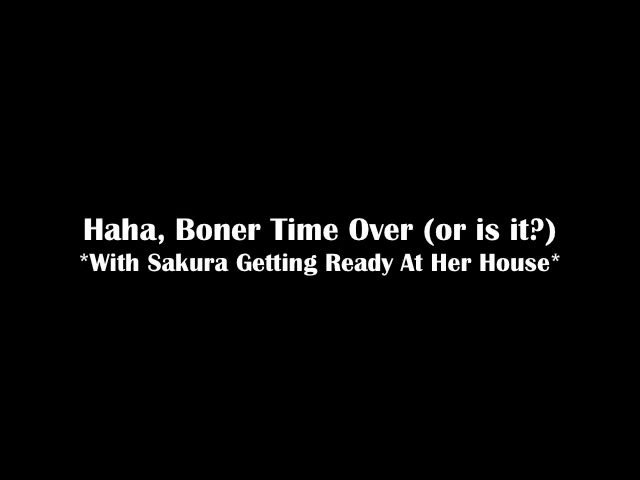 Haha, Boner Time Over (or is it?)
*With Sakura Getting Ready At Her House*